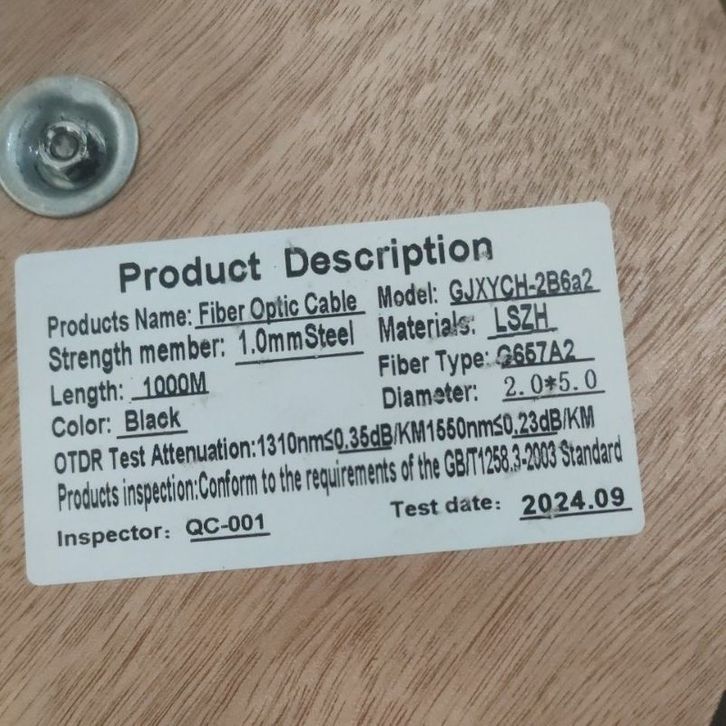 Product Description
Products Name: Fiber Optic Cable Model: GJXYCH-2B6a2
Strength member: 1.0mmSteel Materials: LSZH
Length: 1000M Fiber Type: G657A2
Color: Black Diameter: 2.0*5.0
OTDR Test Attenuation:1310nm≤0.35dB/KM1550nm≤0.23dB/KM
Products inspection:Conform to the requirements of the GB/T1258.3-2003 Standard
Inspector: QC-001 Test date: 2024.09